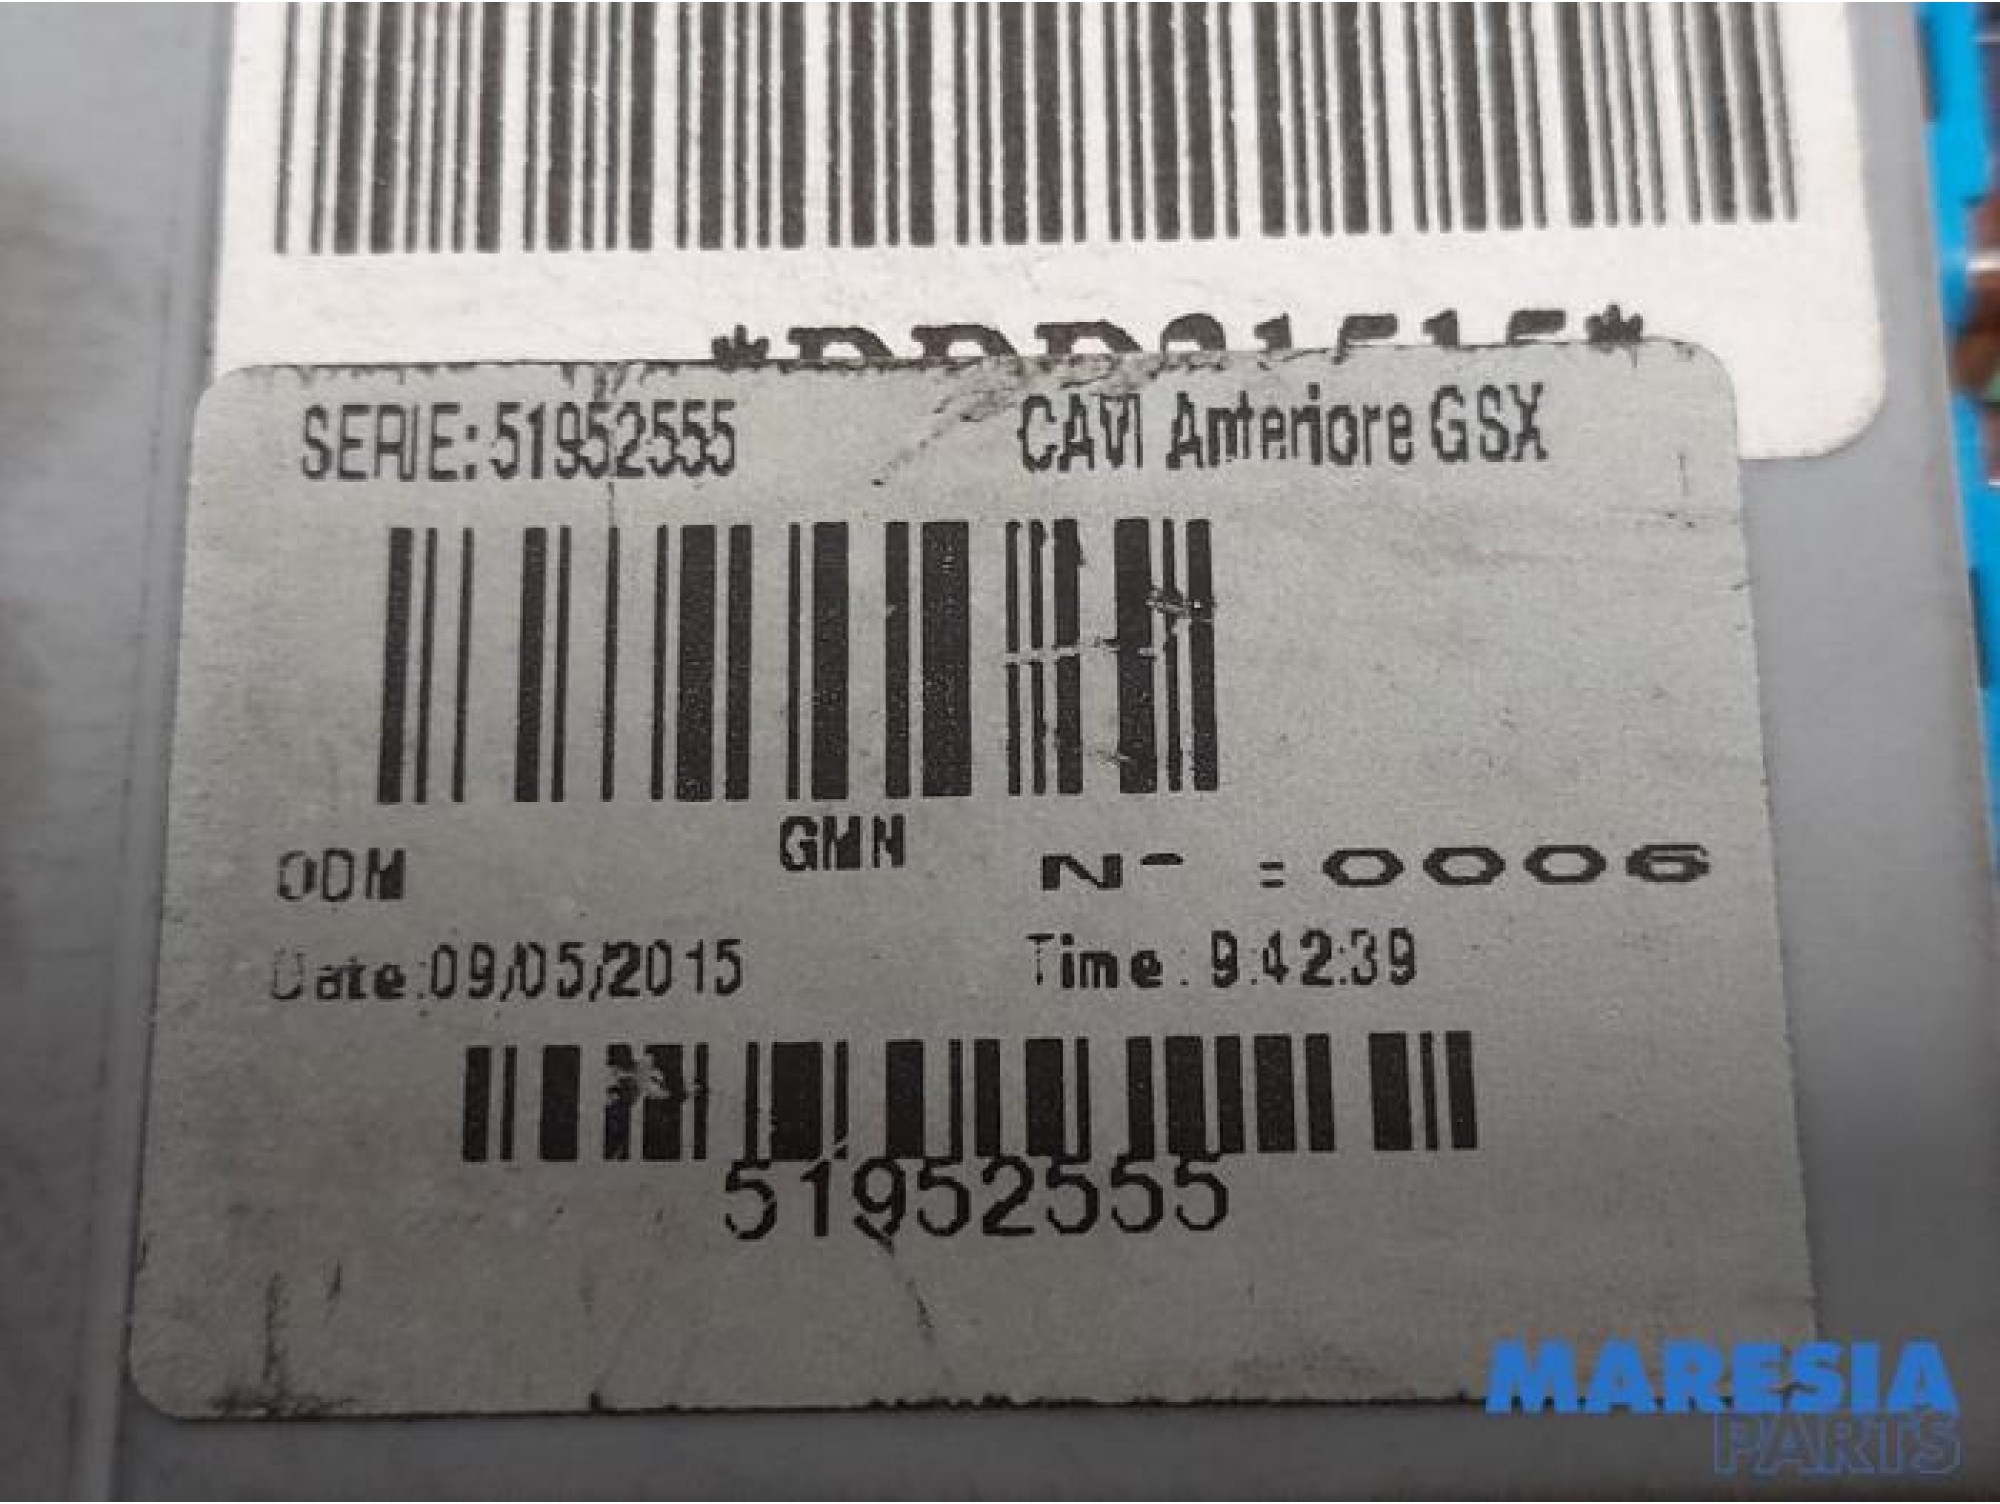 SERIE:51952555
CAVI Anteriore GSX
ODM
GMN
N- =0006
Date:09/05/2015
Time: 9:42:39
51952555
MARESIA
PARTS